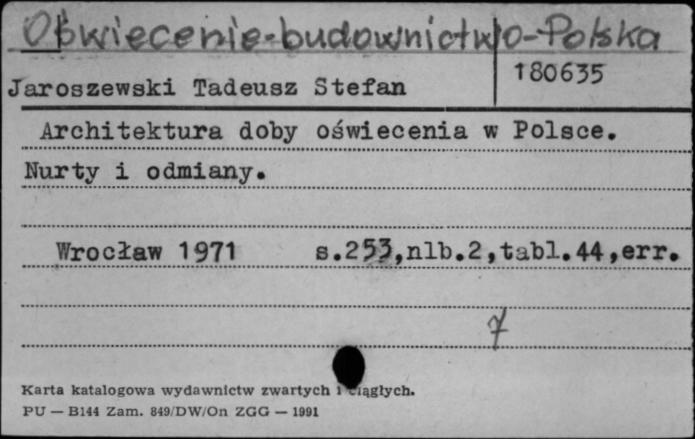 Oświecenie-budownictwo-Polska
180635
Jaroszewski Tadeusz Stefan
Architektura doby oświecenia w Polsce.
Nurty i odmiany.
Wrocław 1971 s.253,nlb.2,tabl.44,err.
7
Karta katalogowa wydawnictw zwartych i ciągłych.
PU — B144 Zam. 849/DW/On ZGG — 1991